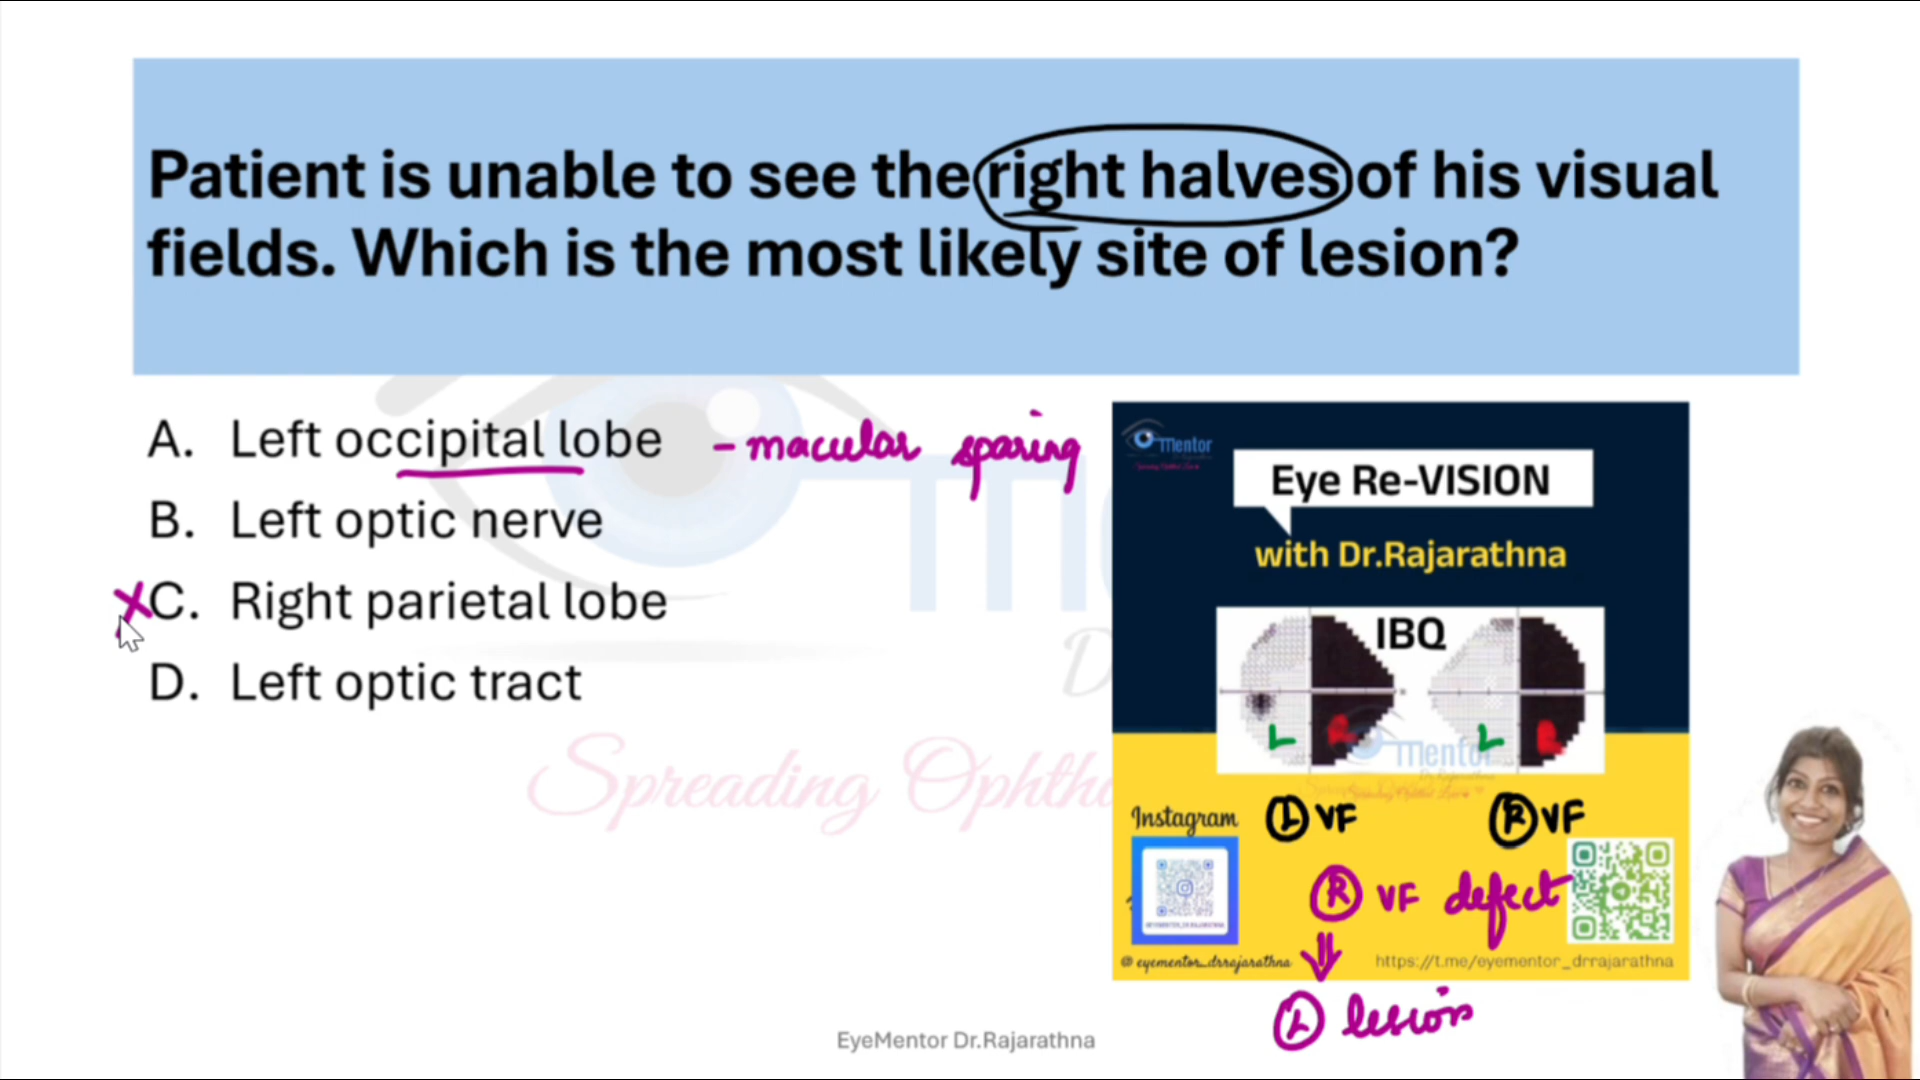 Patient is unable to see the right halves of his visual
fields. Which is the most likely site of lesion?
A. Left occipital lobe - macular sparing
B. Left optic nerve
X C. Right parietal lobe
D. Left optic tract
Spreading Ophtha
mentor
Eye Re-VISION
with Dr.Rajarathna
IBQ
L R L R
mentor
Instagram
L VF R VF
R VF defect
@ eyementor_drrajarathna
https://t.me/eyementor_drrajarathna
L lesion
EyeMentor Dr.Rajarathna